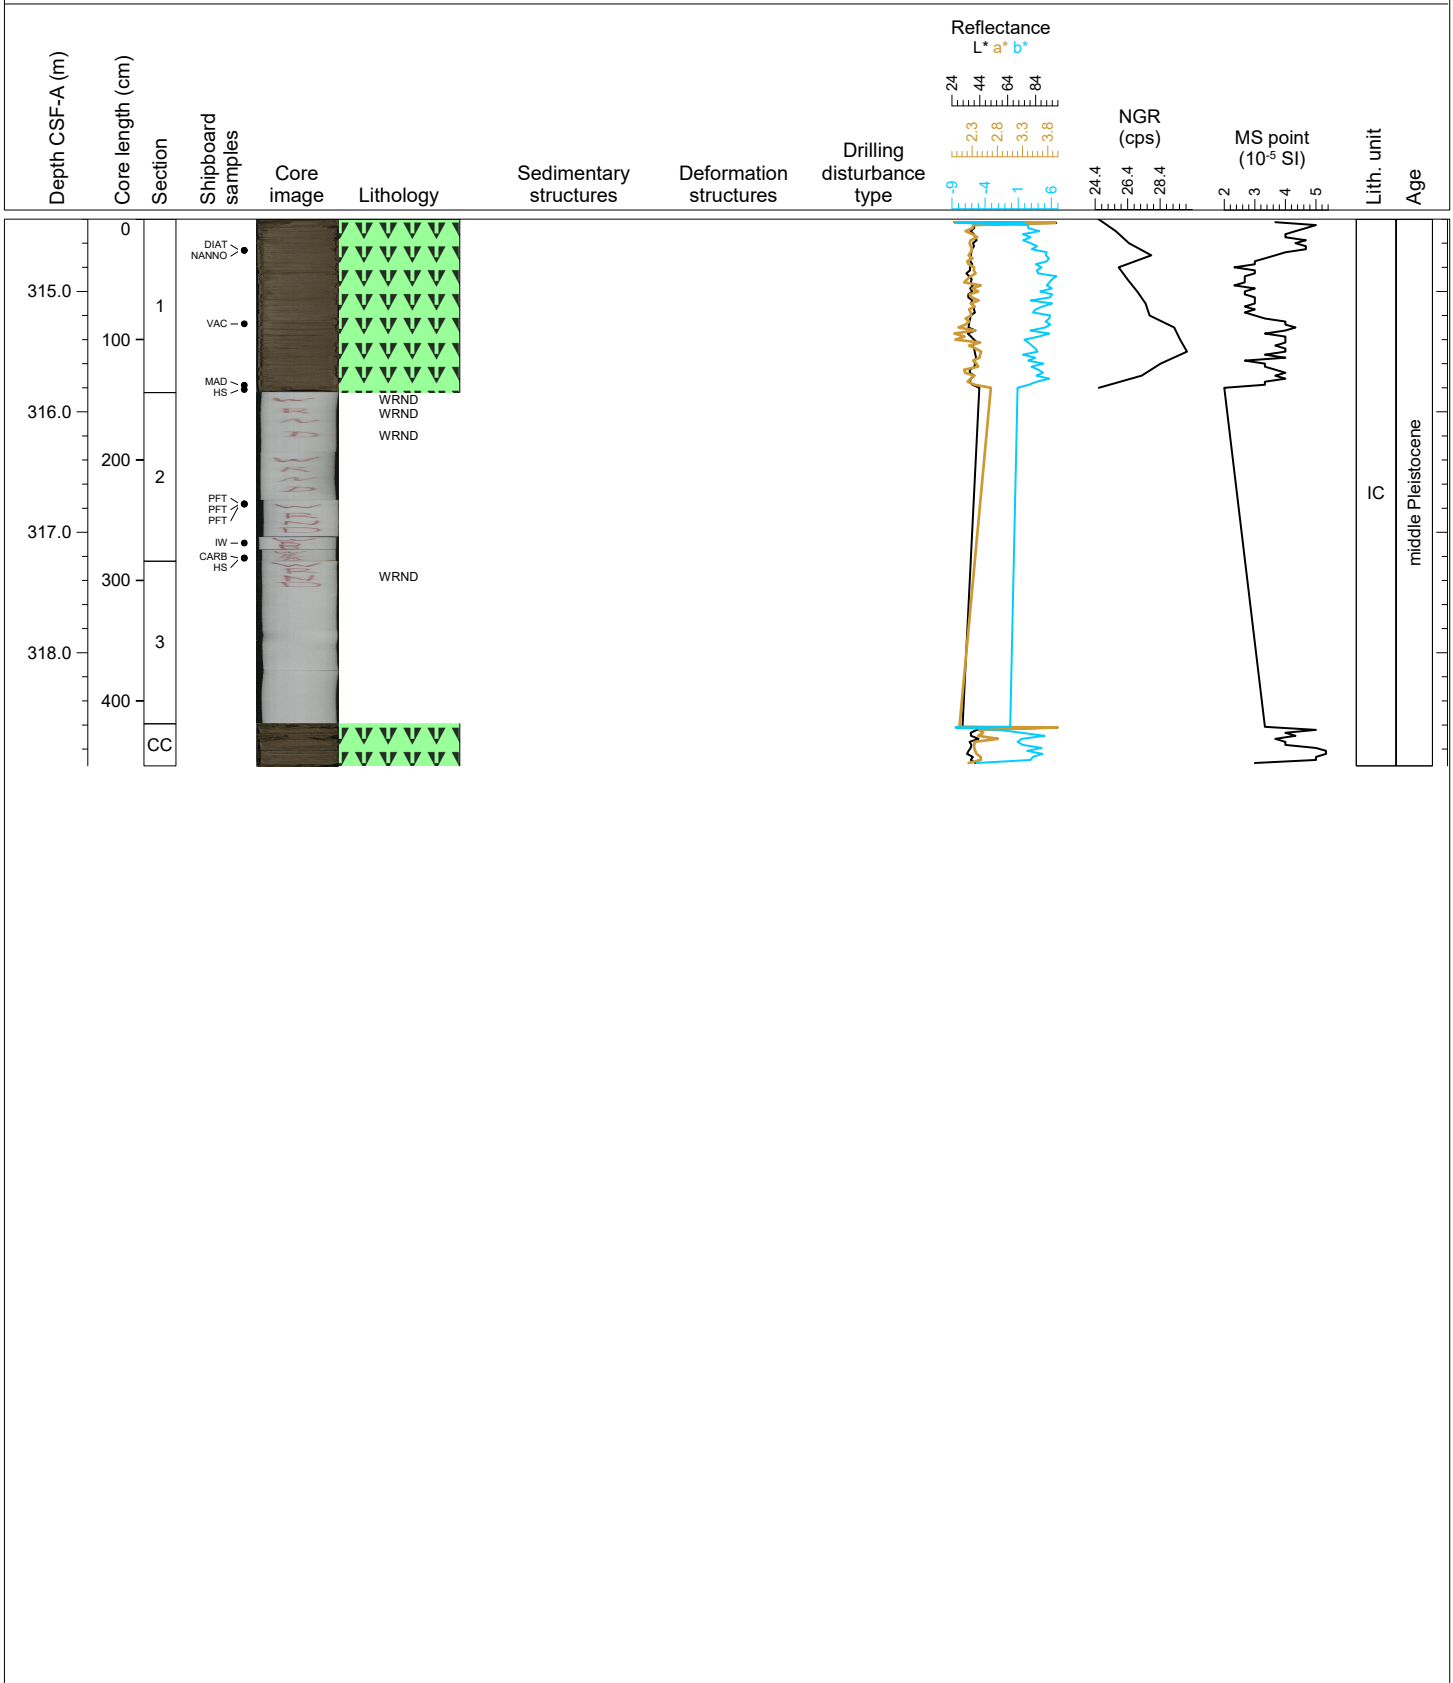 Reflectance
L* a* b*
24 44 64 84
2.3 2.8 3.3 3.8
-9 -4 1 6
Depth CSF-A (m)
Core length (cm)
Section
Shipboard
samples
Core
image
Lithology
Sedimentary
structures
Deformation
structures
Drilling
disturbance
type
NGR
(cps)
24.4 26.4 28.4
MS point
(10-5 SI)
2 3 4 5
Lith. unit
Age
0
DIAT
NANNO
315.0
1
VAC
100
MAD
HS
WRND
316.0
WRND
WRND
200
2
PFT
PFT
PFT
317.0
IW
CARB
HS
300
WRND
3
318.0
400
CC
IC
middle Pleistocene